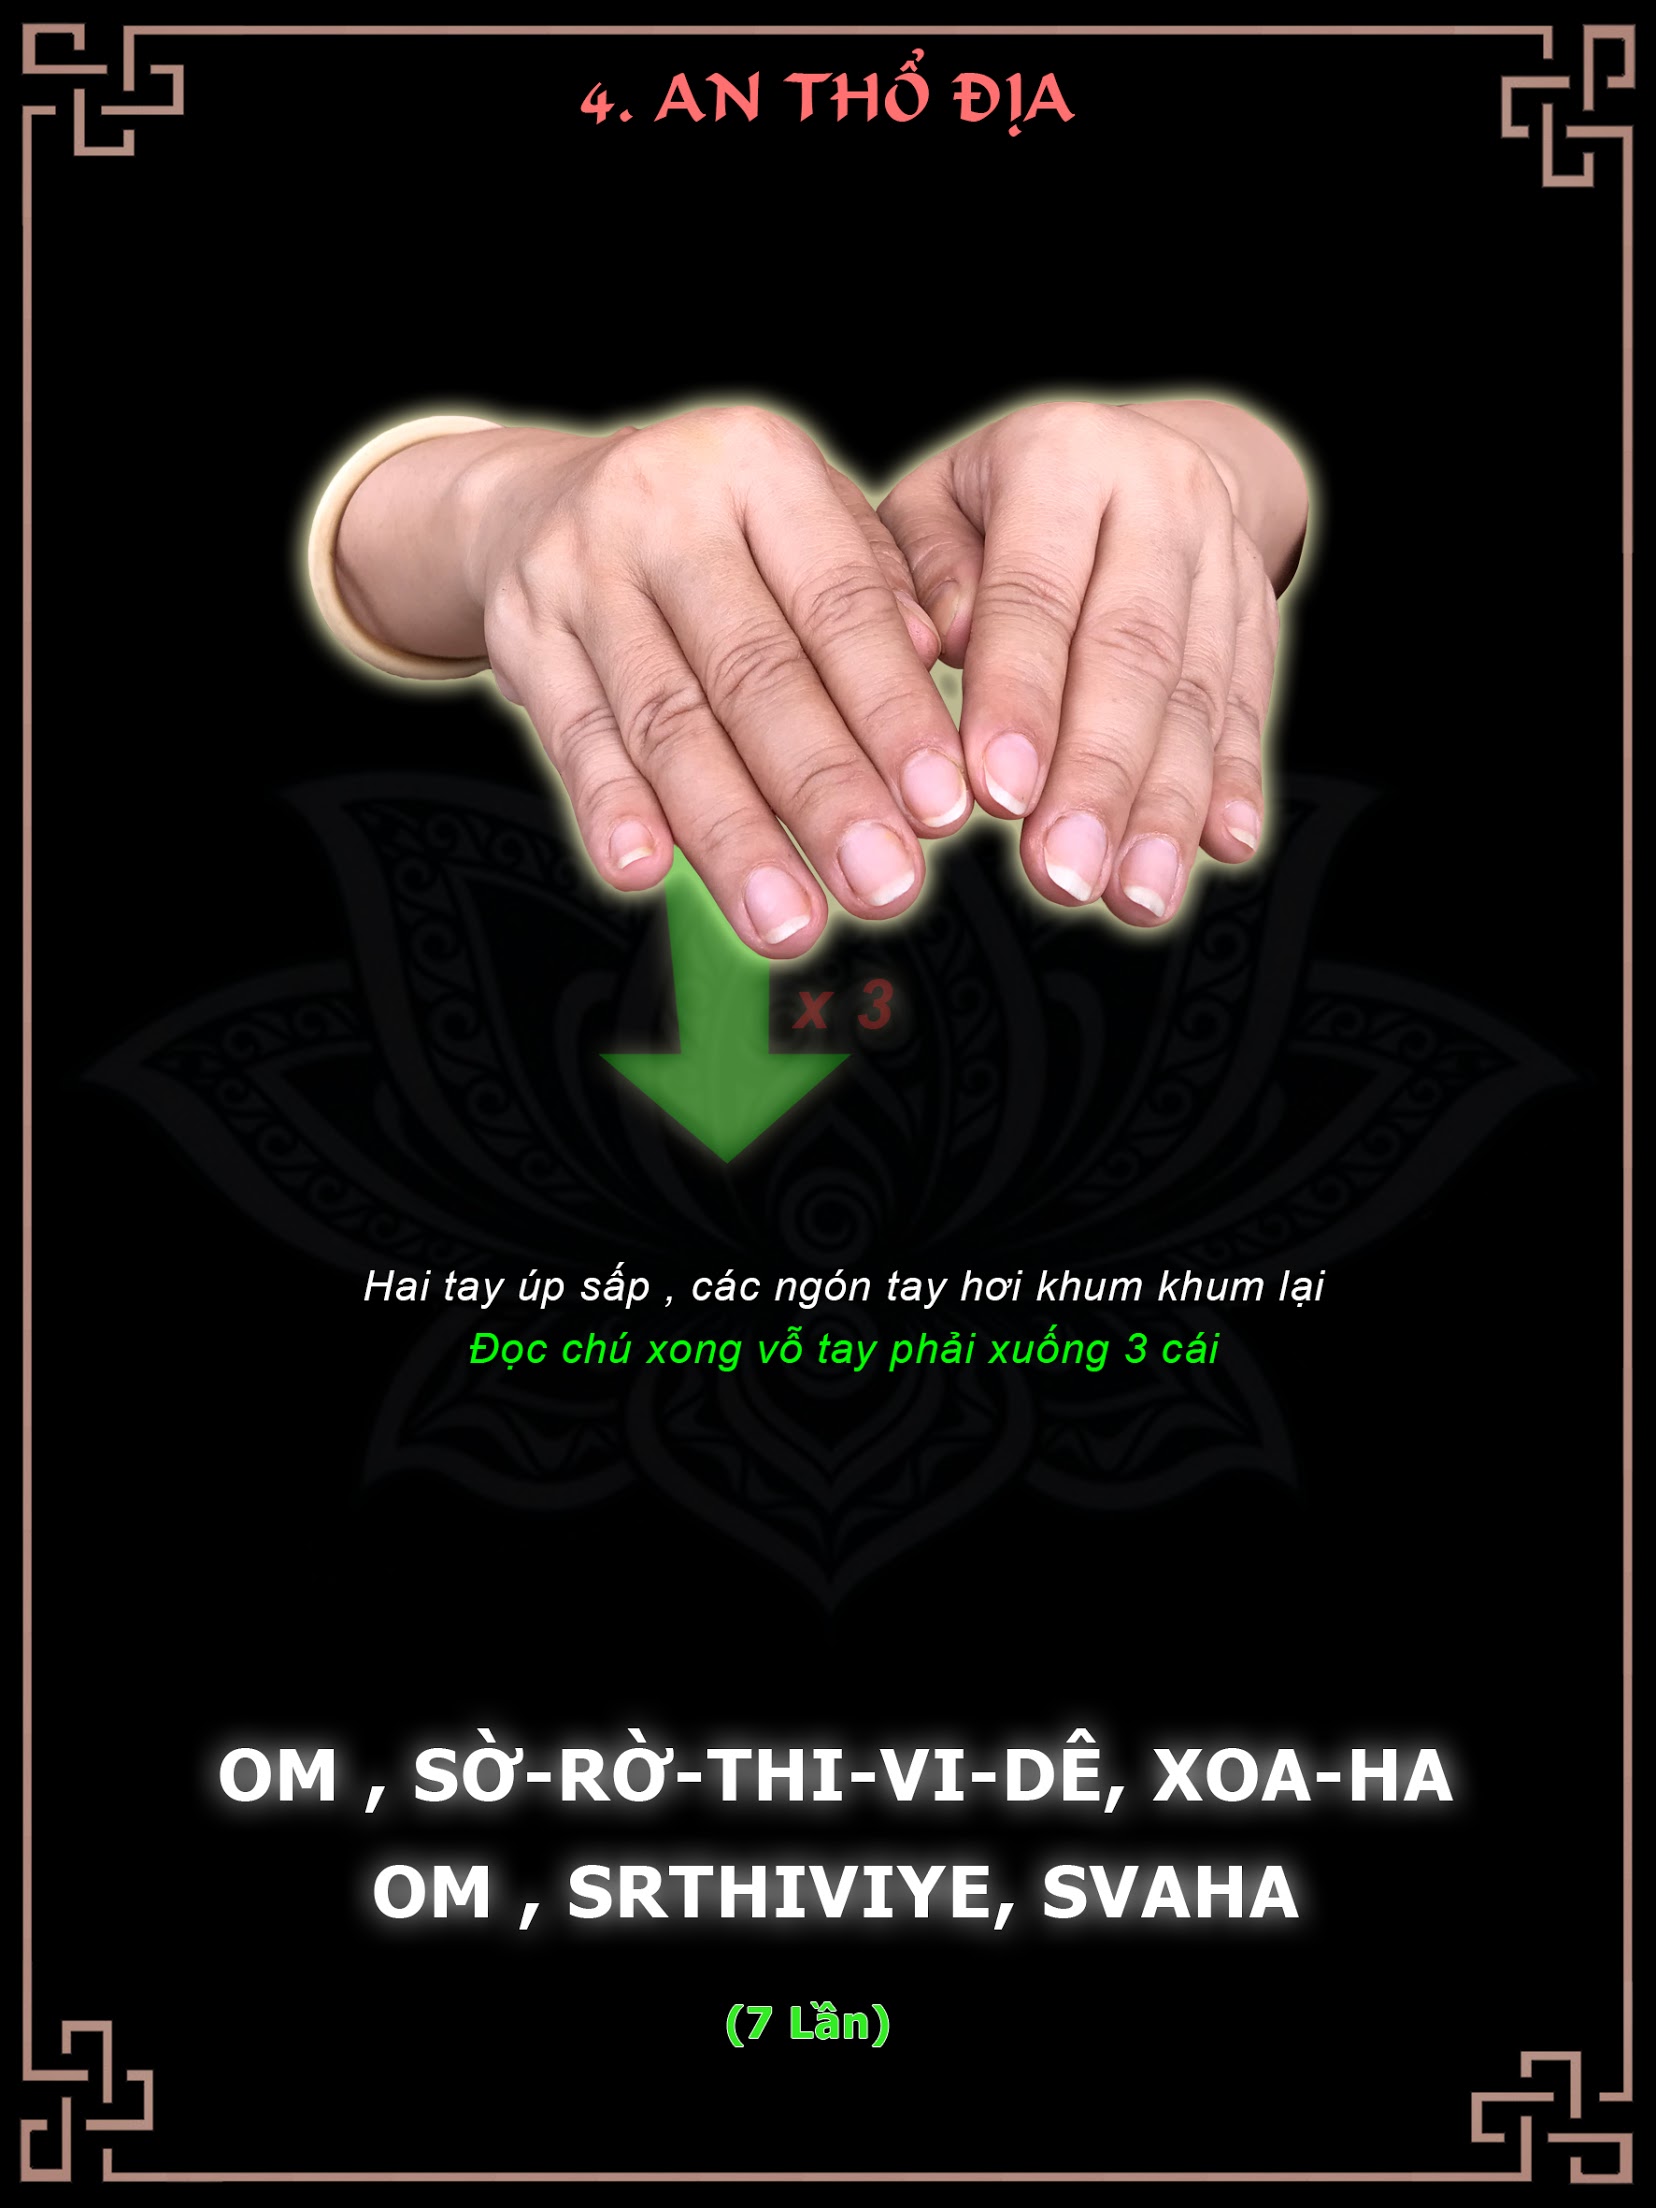 4. AN THỔ ĐỊA
x 3
Hai tay úp sấp , các ngón tay hơi khum khum lại
Đọc chú xong vỗ tay phải xuống 3 cái
OM , SỜ-RỜ-THI-VI-DÊ, XOA-HA
OM , SRTHIVIYE, SVAHA
(7 Lần)